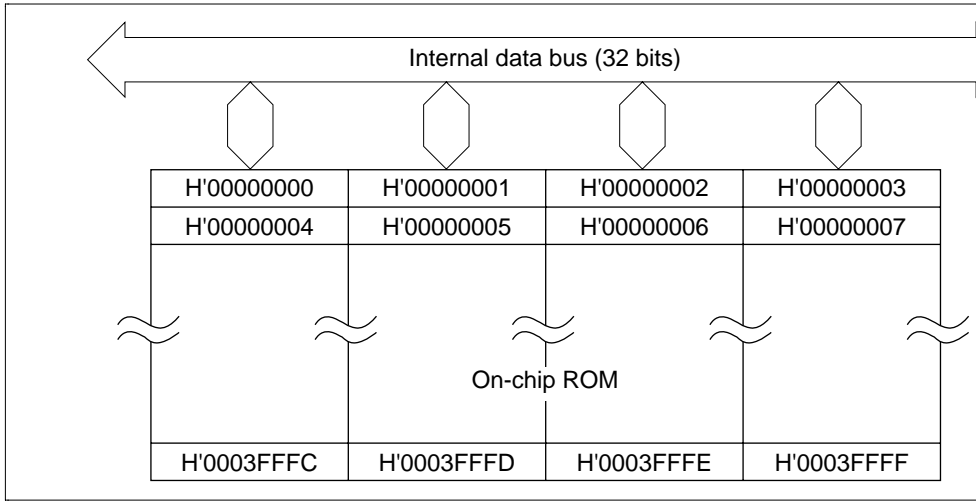 Internal data bus (32 bits)
H'00000000 H'00000001 H'00000002 H'00000003
H'00000004 H'00000005 H'00000006 H'00000007
On-chip ROM
H'0003FFFC H'0003FFFD H'0003FFFE H'0003FFFF